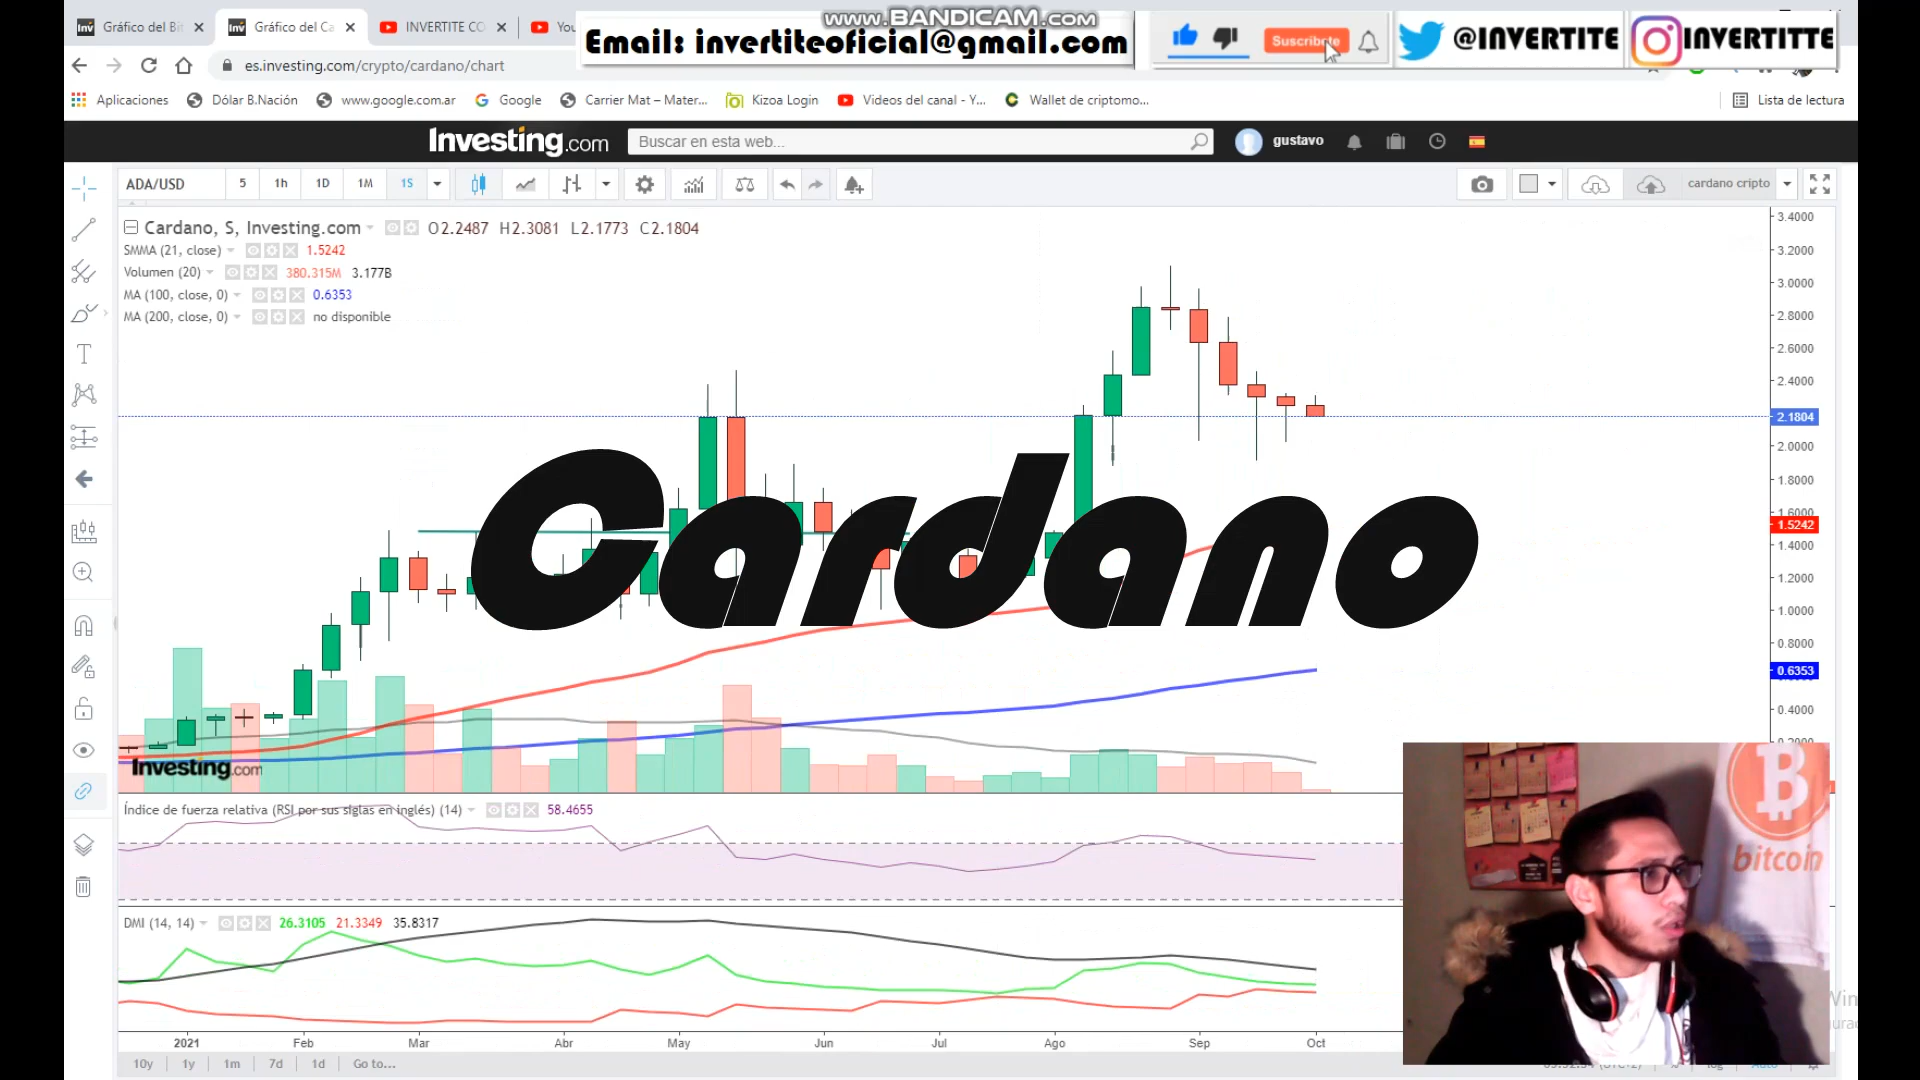 www.BANDICAM.com
Gráfico del Bit
Gráfico del Ca
INVERTITE CO
You
Email: invertiteoficial@gmail.com
Suscribete
@INVERTITE
INVERTITTE
es.investing.com/crypto/cardano/chart
Aplicaciones
Dólar B.Nación
www.google.com.ar
Google
Carrier Mat – Mater...
Kizoa Login
Videos del canal - Y...
Wallet de criptomo...
Lista de lectura
Investing.com
Buscar en esta web...
gustavo
ADA/USD
5
1h
1D
1M
1S
cardano cripto
Cardano, S, Investing.com
O2.2487 H2.3081 L2.1773 C2.1804
SMMA (21, close) 1.5242
Volumen (20) 380.315M 3.177B
MA (100, close, 0) 0.6353
MA (200, close, 0) no disponible
3.4000
3.2000
3.0000
2.8000
2.6000
2.4000
2.1804
2.0000
1.8000
1.6000
1.5242
1.4000
1.2000
1.0000
0.8000
0.6353
0.4000
Cardano
Investing.com
Índice de fuerza relativa (RSI por sus siglas en inglés) (14) 58.4655
bitcoin
DMI (14, 14) 26.3105 21.3349 35.8317
2021 Feb Mar Abr May Jun Jul Ago Sep Oct
10y 1y 1m 7d 1d Go to...